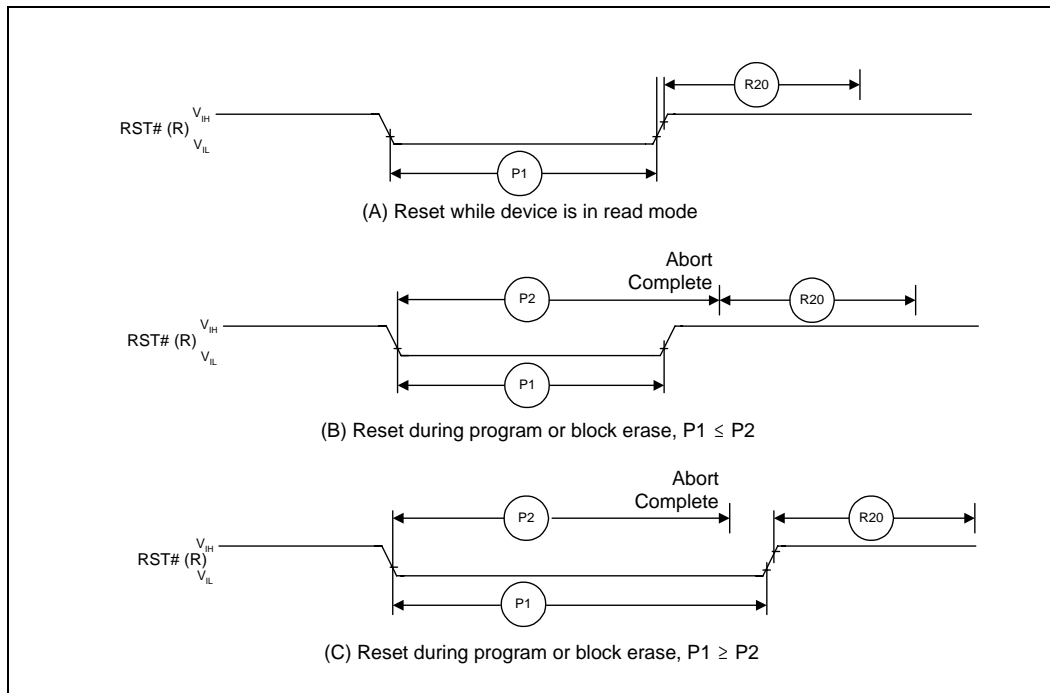 R20
VIH
RST# (R)
VIL
P1
(A) Reset while device is in read mode
Abort
Complete
P2
R20
VIH
RST# (R)
VIL
P1
(B) Reset during program or block erase, P1 ≤ P2
Abort
Complete
P2
R20
VIH
RST# (R)
VIL
P1
(C) Reset during program or block erase, P1 ≥ P2